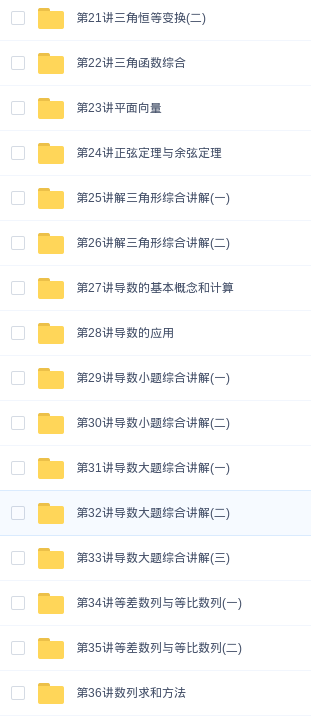 第21讲三角恒等变换(二)
第22讲三角函数综合
第23讲平面向量
第24讲正弦定理与余弦定理
第25讲解三角形综合讲解(一)
第26讲解三角形综合讲解(二)
第27讲导数的基本概念和计算
第28讲导数的应用
第29讲导数小题综合讲解(一)
第30讲导数小题综合讲解(二)
第31讲导数大题综合讲解(一)
第32讲导数大题综合讲解(二)
第33讲导数大题综合讲解(三)
第34讲等差数列与等比数列(一)
第35讲等差数列与等比数列(二)
第36讲数列求和方法